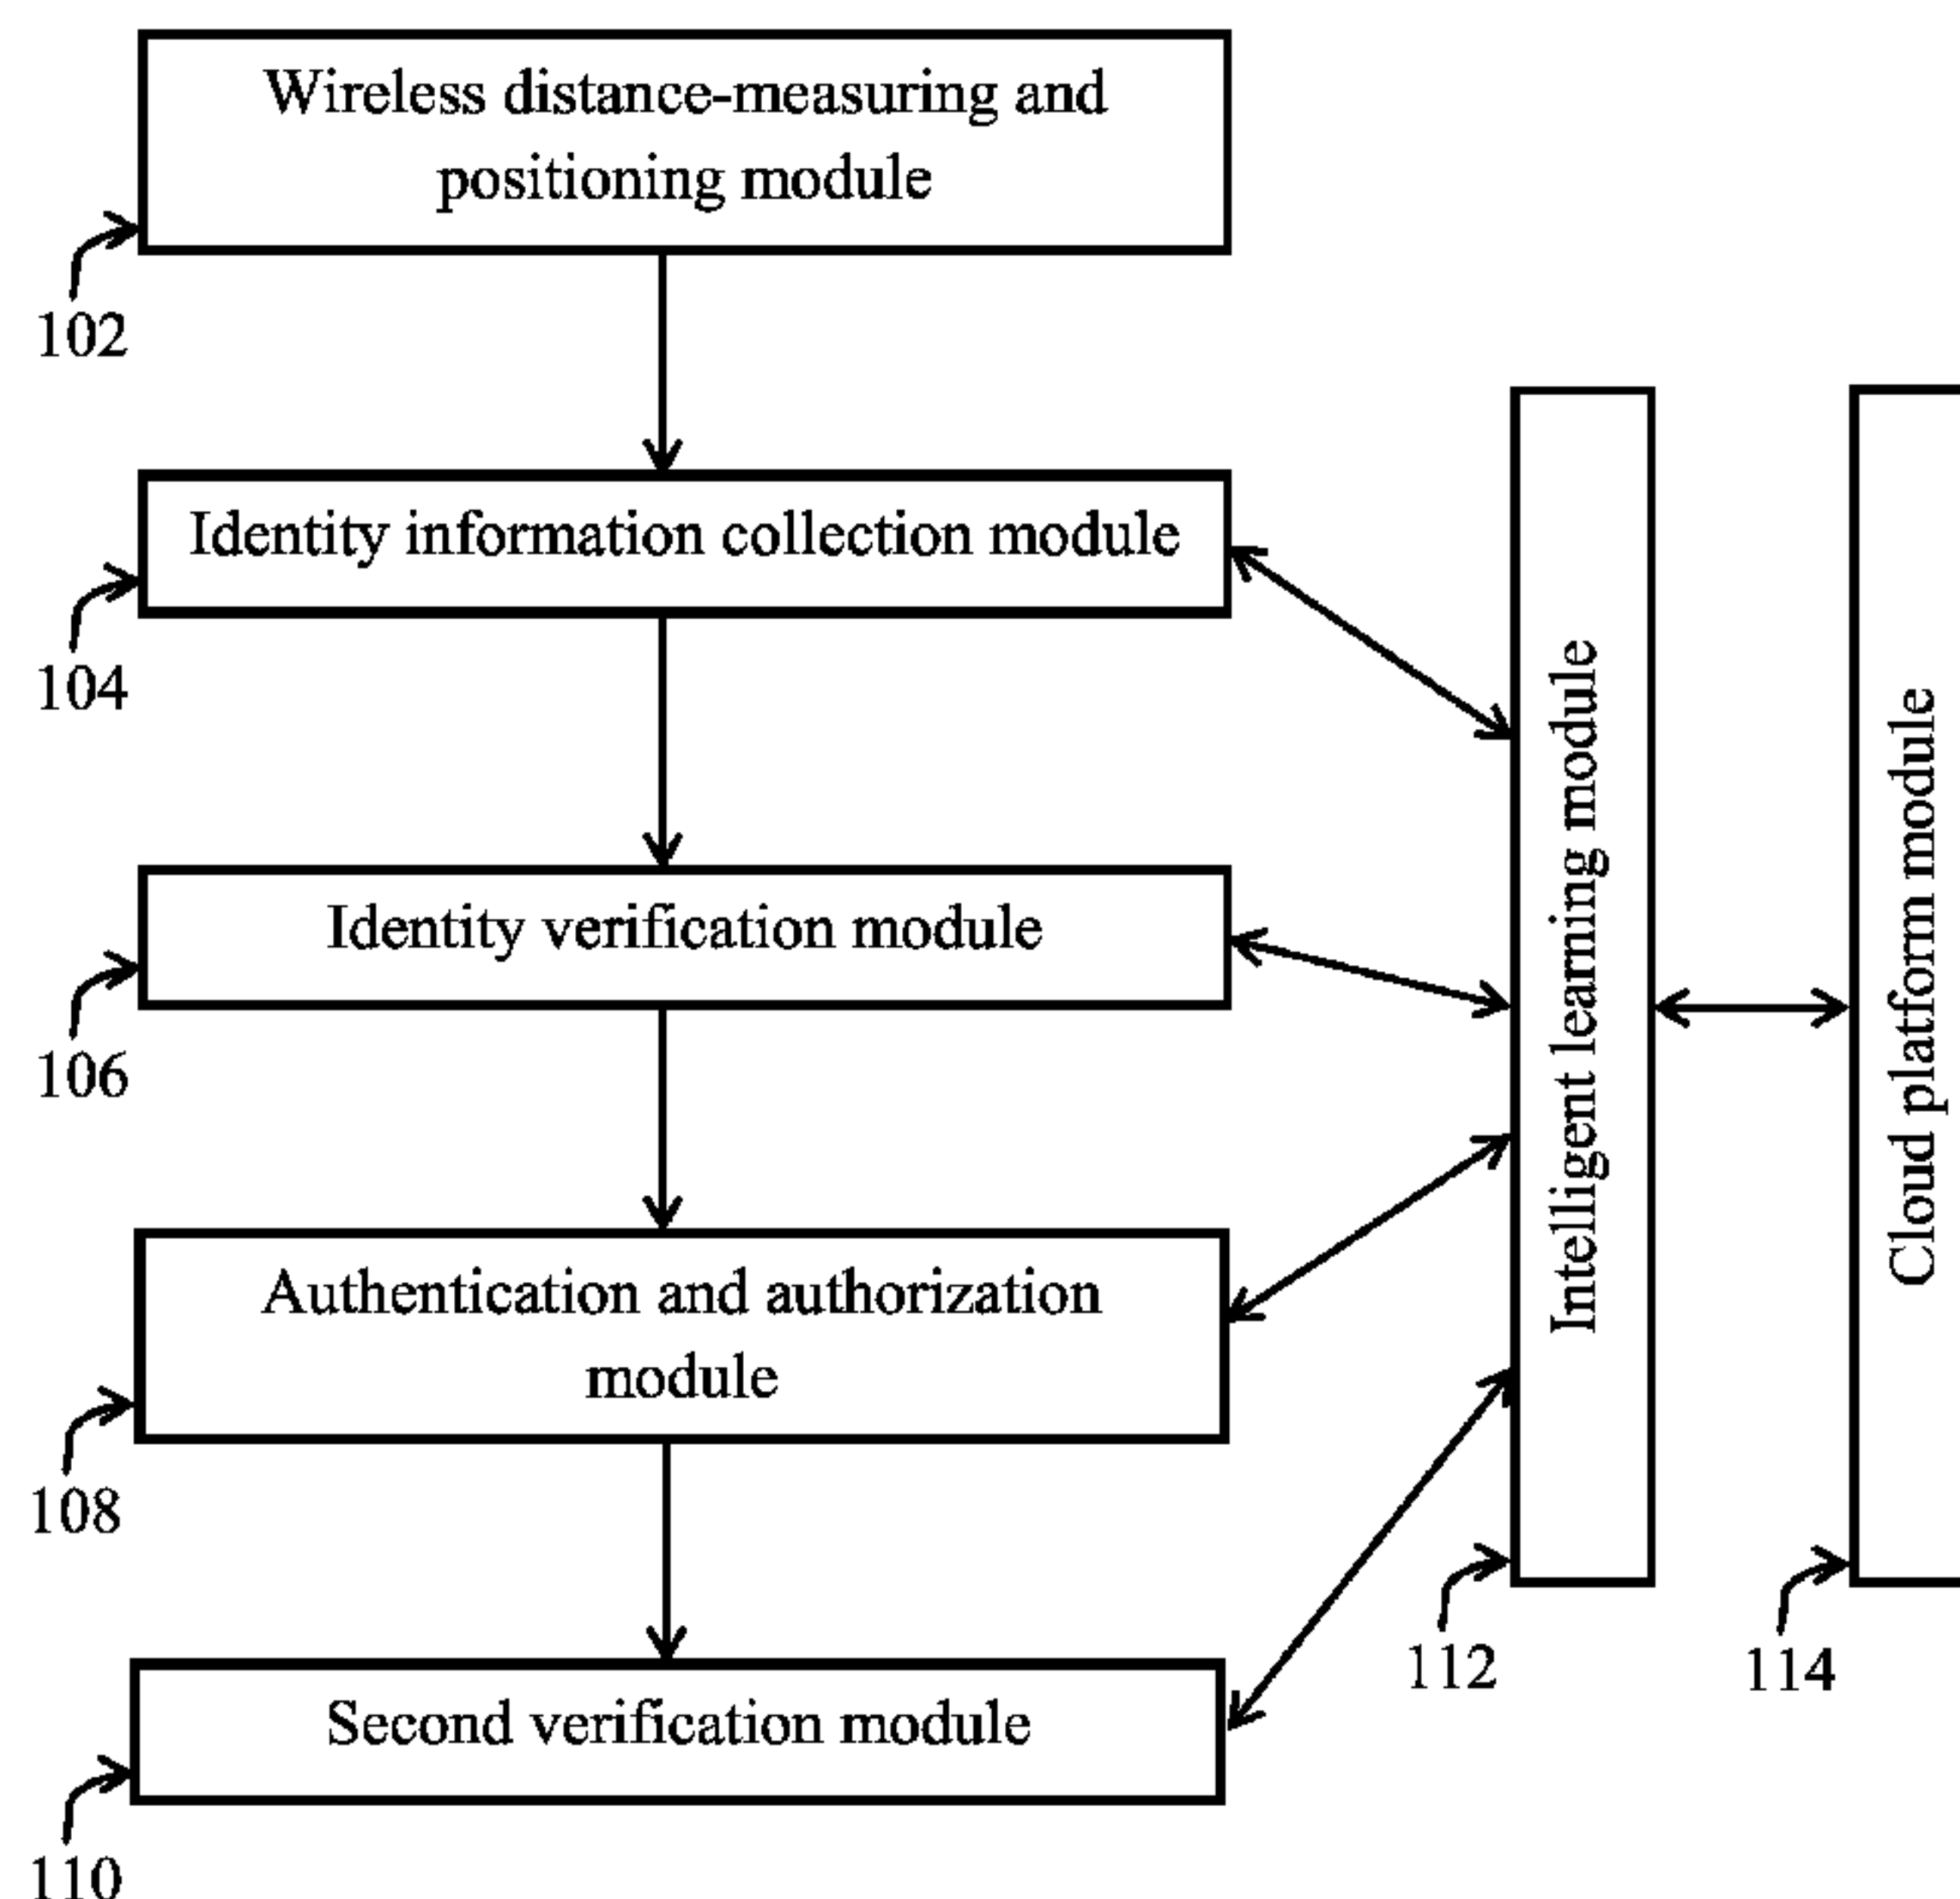 Wireless distance-measuring and
positioning module
102
Identity information collection module
104
Identity verification module
106
Authentication and authorization
module
108
Second verification module
110
Intelligent learning module
112
Cloud platform module
114